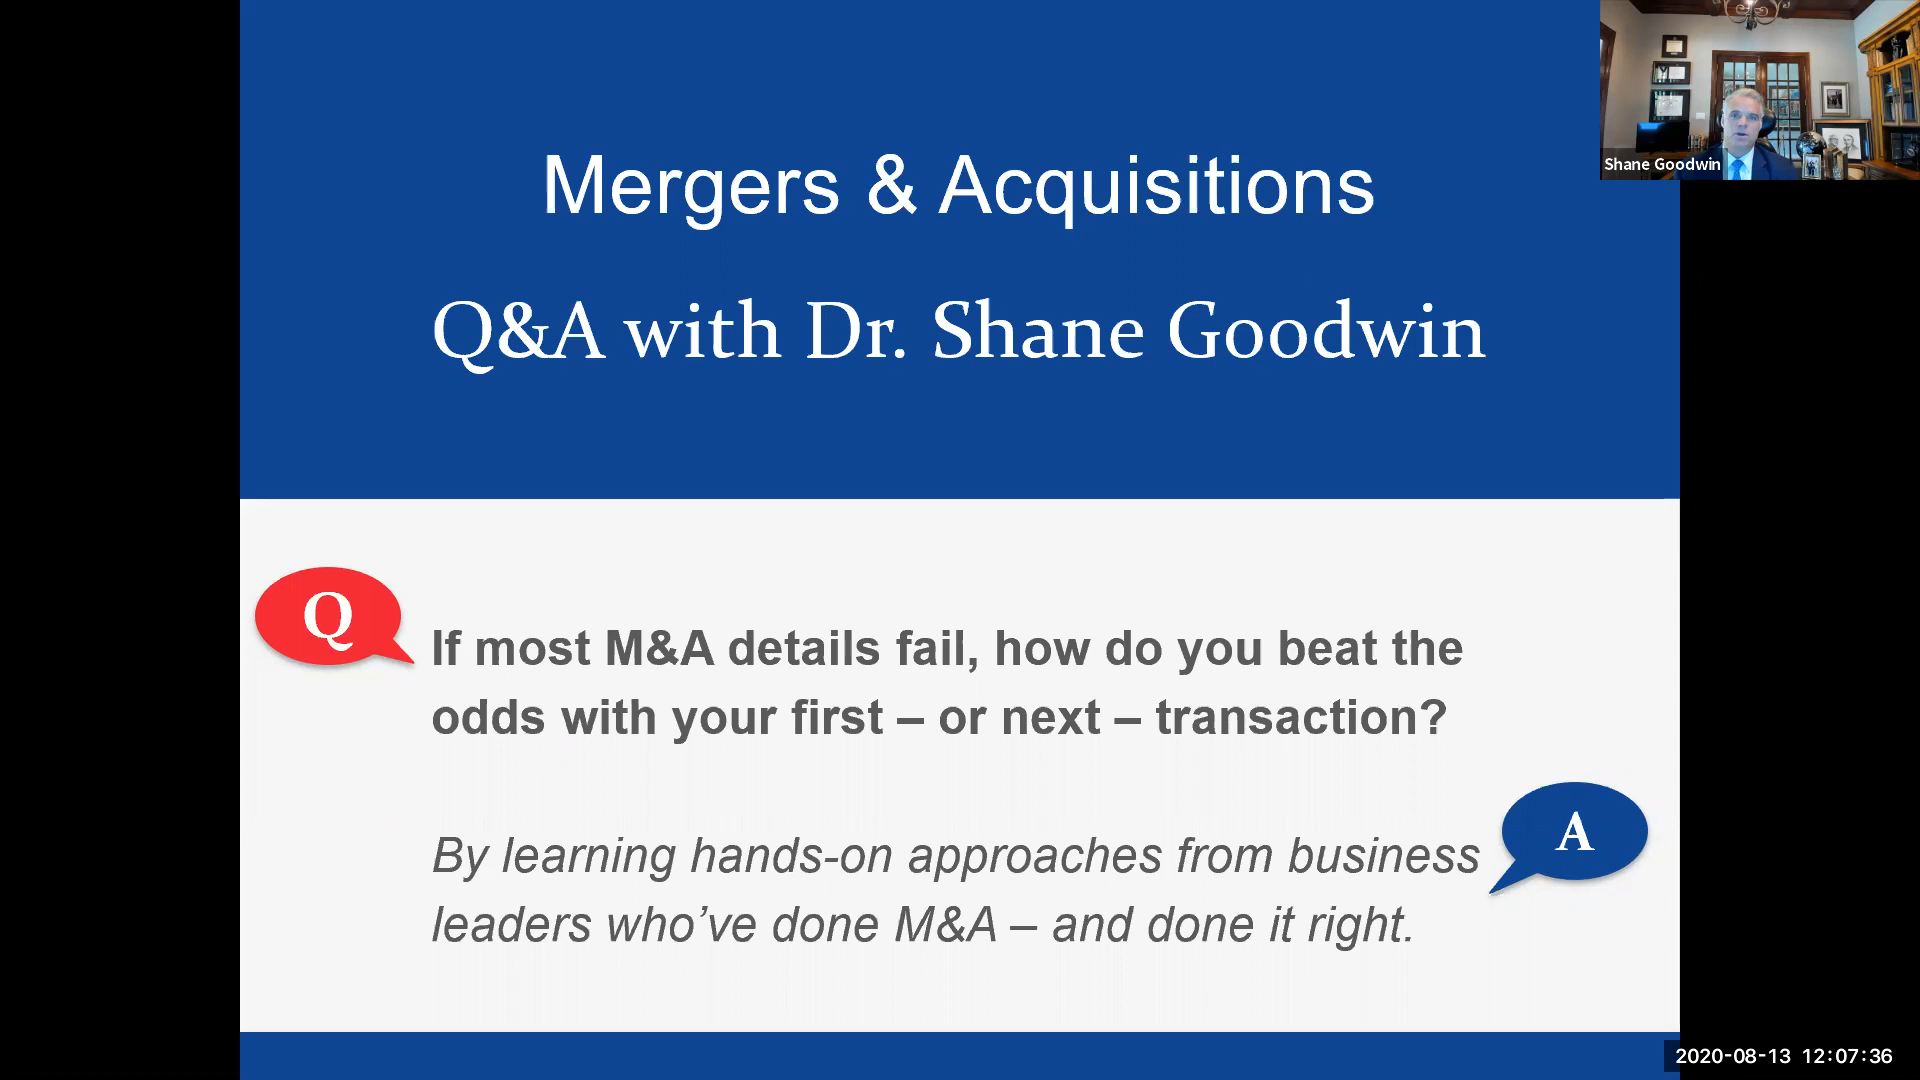 Mergers & Acquisitions
Q&A with Dr. Shane Goodwin
Shane Goodwin
Q
If most M&A details fail, how do you beat the
odds with your first – or next – transaction?
A
By learning hands-on approaches from business
leaders who’ve done M&A – and done it right.
2020-08-13 12:07:36